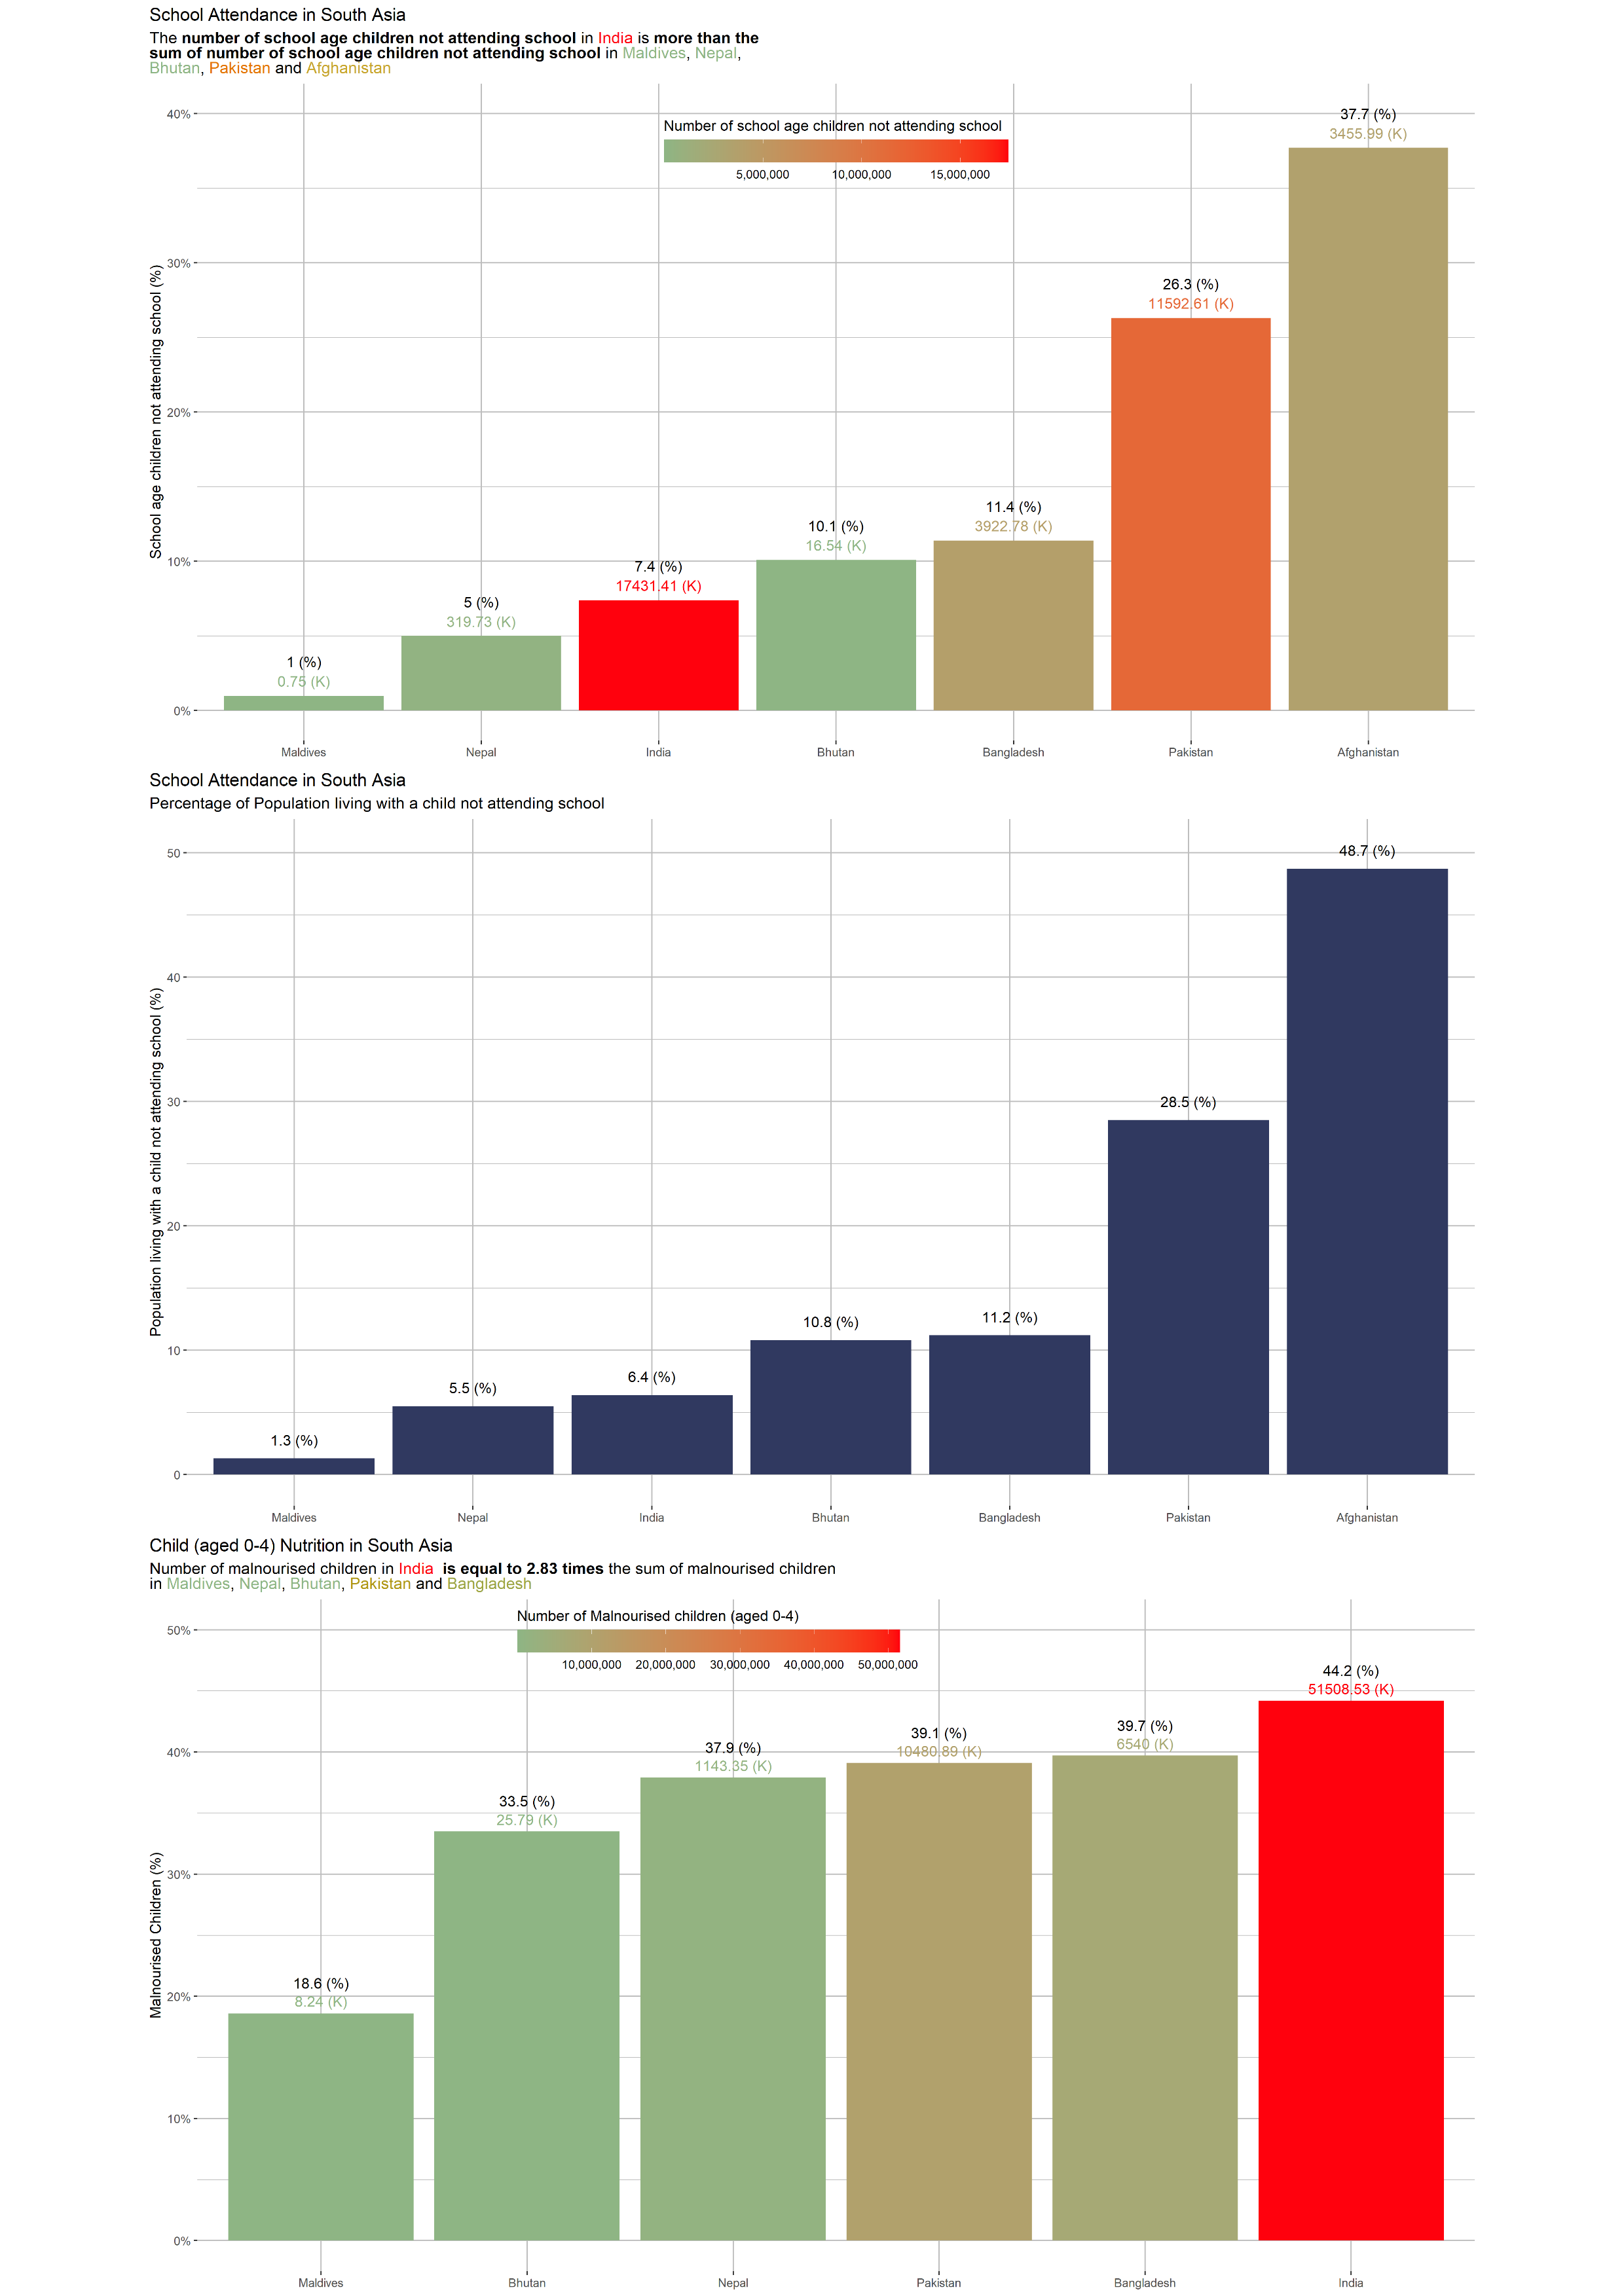 School Attendance in South Asia
The number of school age children not attending school in India is more than the
sum of number of school age children not attending school in Maldives, Nepal,
Bhutan, Pakistan and Afghanistan
Number of school age children not attending school
5,000,000 10,000,000 15,000,000
School age children not attending school (%)
40%
30%
20%
10%
0%
1 (%)
0.75 (K)
5 (%)
319.73 (K)
7.4 (%)
17431.41 (K)
10.1 (%)
16.54 (K)
11.4 (%)
3922.78 (K)
26.3 (%)
11592.61 (K)
37.7 (%)
3455.99 (K)
Maldives Nepal India Bhutan Bangladesh Pakistan Afghanistan
School Attendance in South Asia
Percentage of Population living with a child not attending school
Population living with a child not attending school (%)
50
40
30
20
10
0
1.3 (%)
5.5 (%)
6.4 (%)
10.8 (%)
11.2 (%)
28.5 (%)
48.7 (%)
Maldives Nepal India Bhutan Bangladesh Pakistan Afghanistan
Child (aged 0-4) Nutrition in South Asia
Number of malnourised children in India is equal to 2.83 times the sum of malnourised children
in Maldives, Nepal, Bhutan, Pakistan and Bangladesh
Number of Malnourised children (aged 0-4)
10,000,000 20,000,000 30,000,000 40,000,000 50,000,000
Malnourised Children (%)
50%
40%
30%
20%
10%
0%
18.6 (%)
8.24 (K)
33.5 (%)
25.79 (K)
37.9 (%)
1143.35 (K)
39.1 (%)
10480.89 (K)
39.7 (%)
6540 (K)
44.2 (%)
51508.53 (K)
Maldives Bhutan Nepal Pakistan Bangladesh India